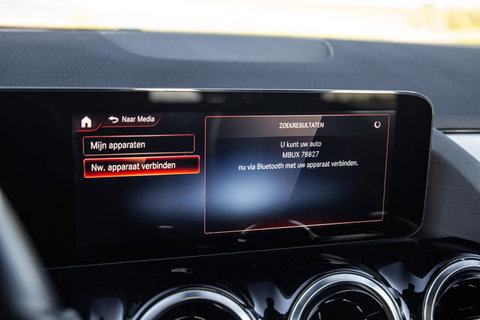 Naar Media
Mijn apparaten
Nw. apparaat verbinden
ZOEKRESULTATEN
U kunt uw auto
MBUX 78827
nu via Bluetooth met uw apparaat verbinden.